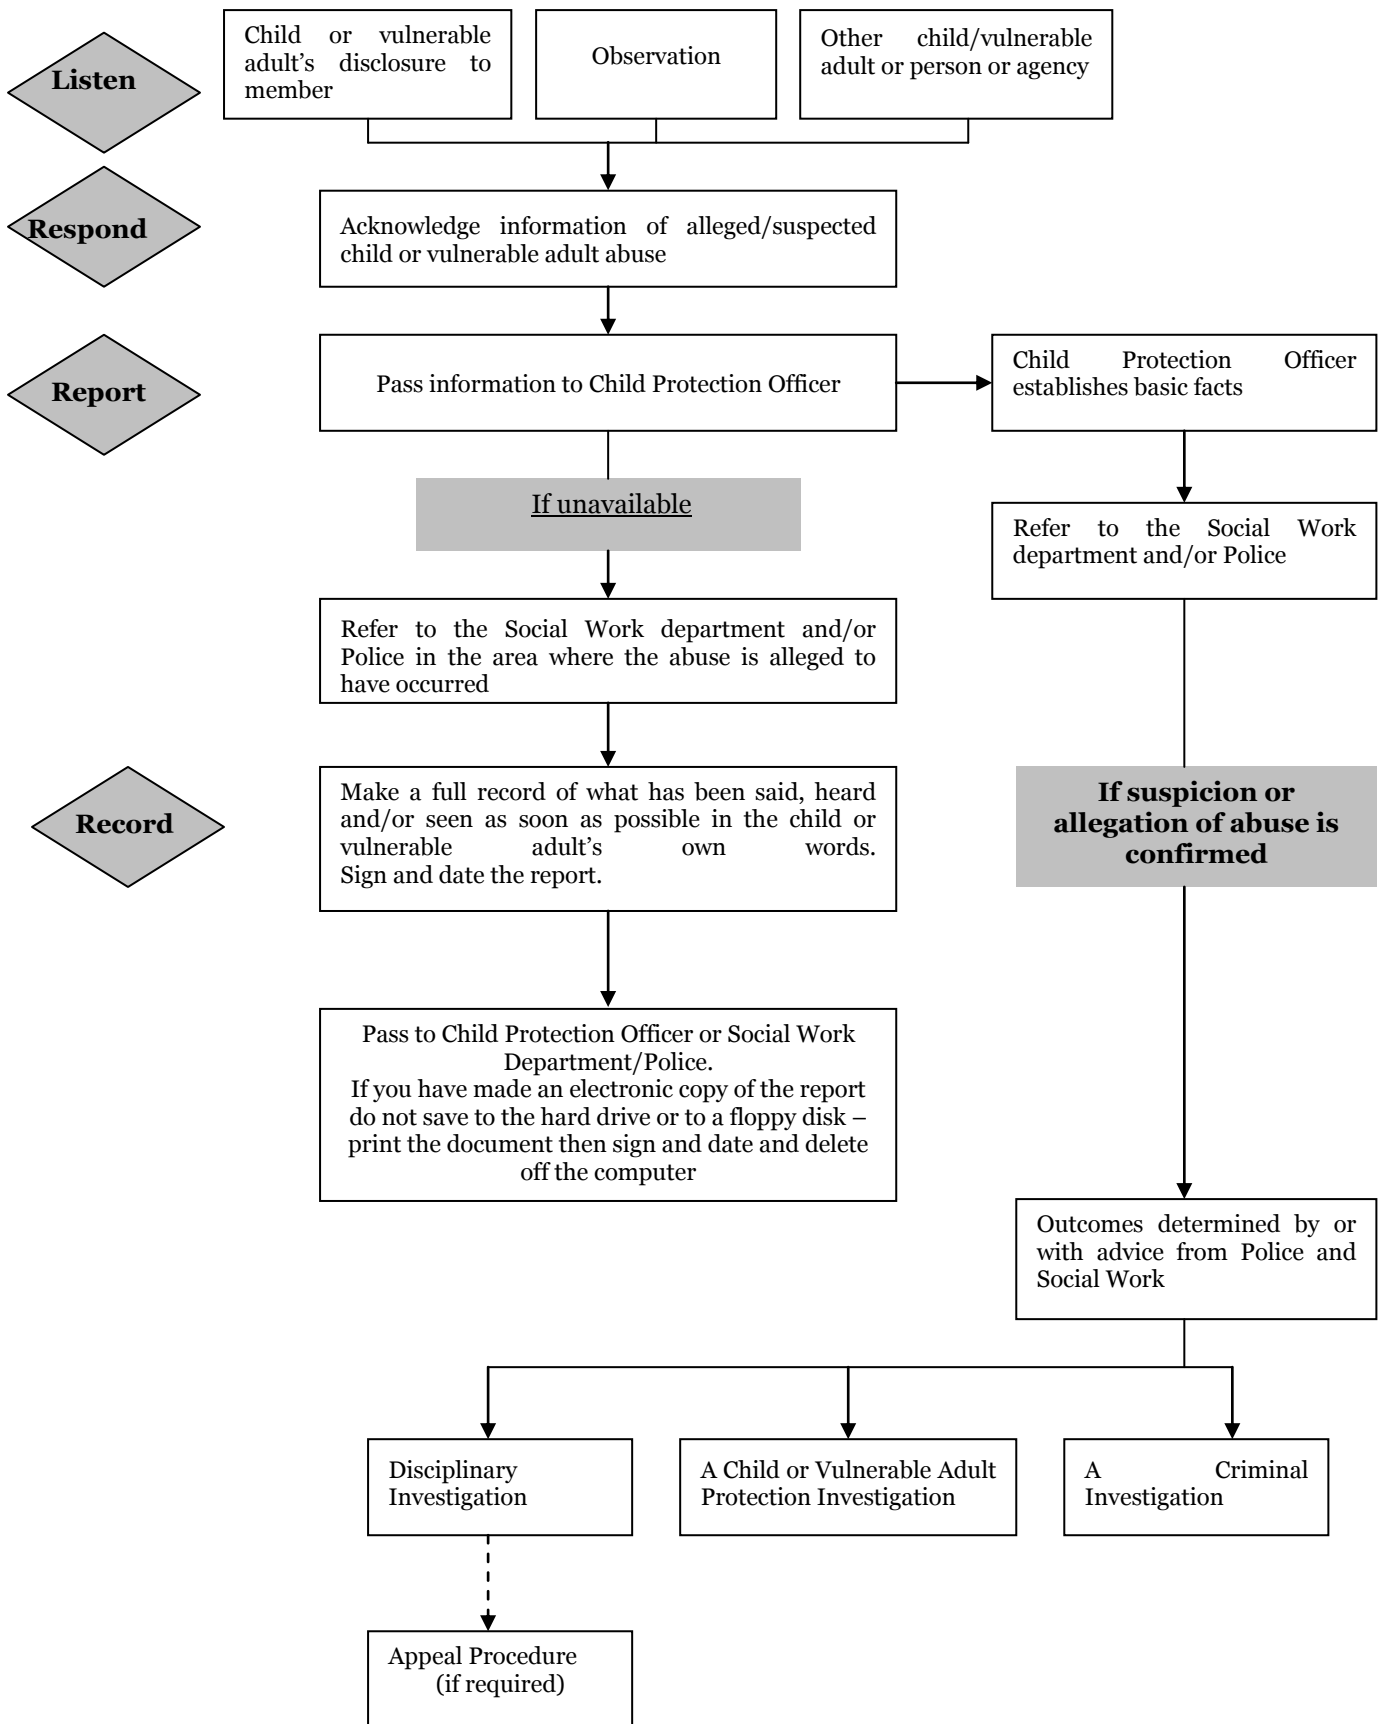 Listen
Child or vulnerable
adult’s disclosure to
member
Observation
Other child/vulnerable
adult or person or agency
Respond
Acknowledge information of alleged/suspected
child or vulnerable adult abuse
Report
Pass information to Child Protection Officer
Child Protection Officer
establishes basic facts
If unavailable
Refer to the Social Work
department and/or Police
Refer to the Social Work department and/or
Police in the area where the abuse is alleged to
have occurred
Record
Make a full record of what has been said, heard
and/or seen as soon as possible in the child or
vulnerable adult’s own words.
Sign and date the report.
If suspicion or
allegation of abuse is
confirmed
Pass to Child Protection Officer or Social Work
Department/Police.
If you have made an electronic copy of the report
do not save to the hard drive or to a floppy disk –
print the document then sign and date and delete
off the computer
Outcomes determined by or
with advice from Police and
Social Work
Disciplinary
Investigation
A Child or Vulnerable Adult
Protection Investigation
A Criminal
Investigation
Appeal Procedure
(if required)